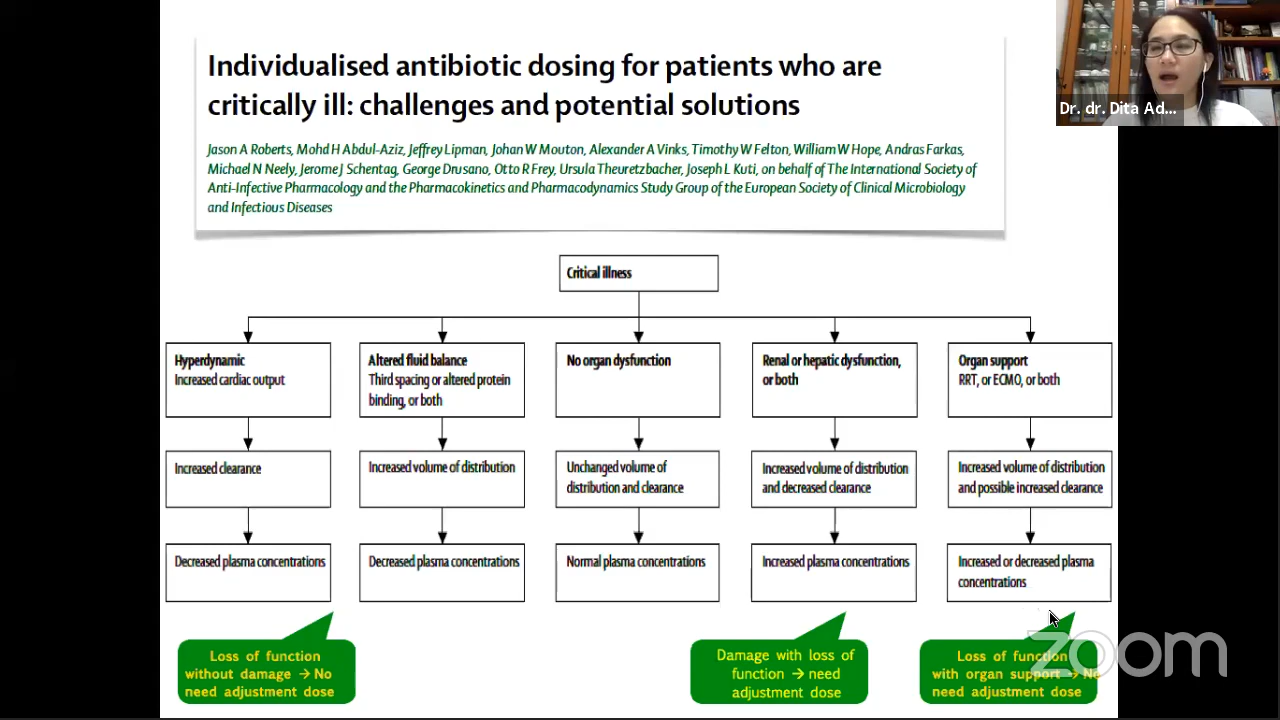 Individualised antibiotic dosing for patients who are
critically ill: challenges and potential solutions
Jason A Roberts, Mohd H Abdul-Aziz, Jeffrey Lipman, Johan W Mouton, Alexander A Vinks, Timothy W Felton, William W Hope, Andras Farkas,
Michael N Neely, Jerome J Schentag, George Drusano, Otto R Frey, Ursula Theuretzbacher, Joseph L Kuti, on behalf of The International Society of
Anti-Infective Pharmacology and the Pharmacokinetics and Pharmacodynamics Study Group of the European Society of Clinical Microbiology
and Infectious Diseases
Dr. dr. Dita Ad...
Critical illness
Hyperdynamic
Increased cardiac output
Altered fluid balance
Third spacing or altered protein
binding, or both
No organ dysfunction
Renal or hepatic dysfunction,
or both
Organ support
RRT, or ECMO, or both
Increased clearance
Increased volume of distribution
Unchanged volume of
distribution and clearance
Increased volume of distribution
and decreased clearance
Increased volume of distribution
and possible increased clearance
Decreased plasma concentrations
Decreased plasma concentrations
Normal plasma concentrations
Increased plasma concentrations
Increased or decreased plasma
concentrations
Loss of function
without damage → No
need adjustment dose
Damage with loss of
function → need
adjustment dose
Loss of function
with organ support → No
need adjustment dose
zoom